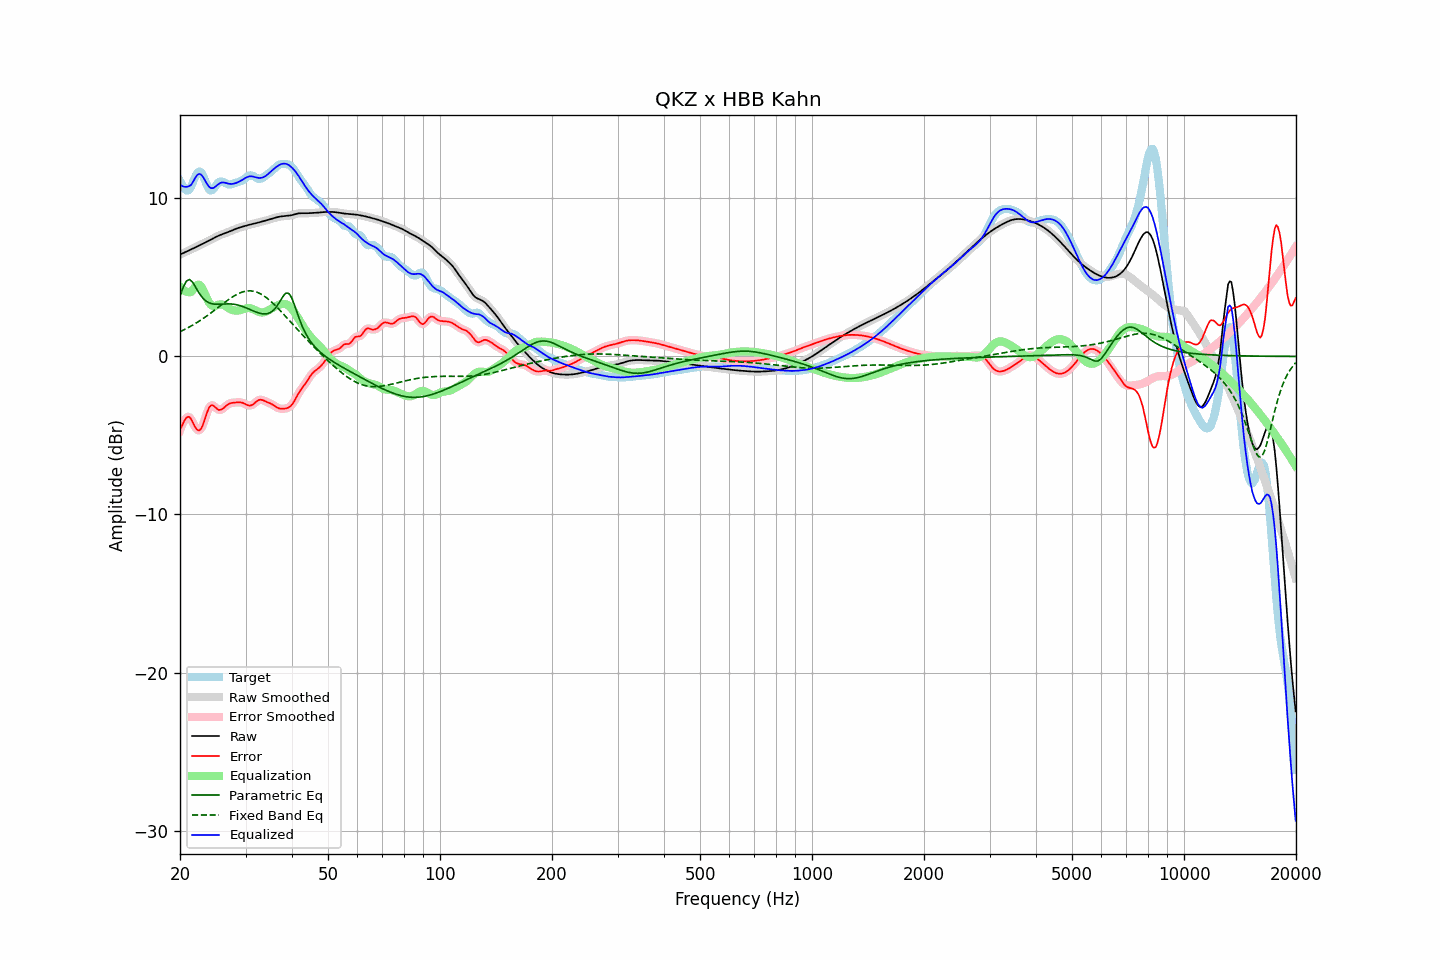 QKZ x HBB Kahn
Amplitude (dBr)
10
0
−10
−20
−30
Target
Raw Smoothed
Error Smoothed
Raw
Error
Equalization
Parametric Eq
Fixed Band Eq
Equalized
20 50 100 200 500 1000 2000 5000 10000 20000
Frequency (Hz)